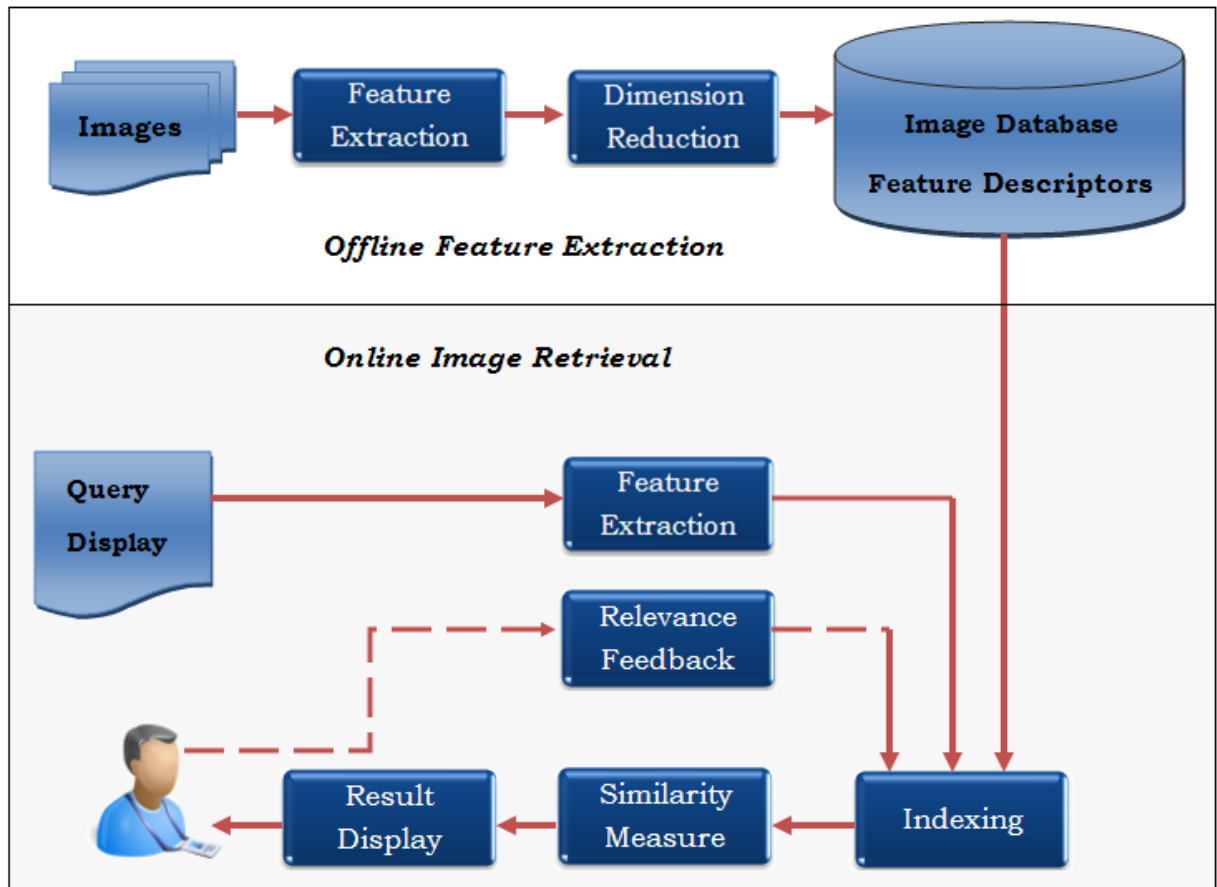 Images
Feature
Extraction
Dimension
Reduction
Image Database
Feature Descriptors
Offline Feature Extraction
Online Image Retrieval
Query
Display
Feature
Extraction
Relevance
Feedback
Result
Display
Similarity
Measure
Indexing